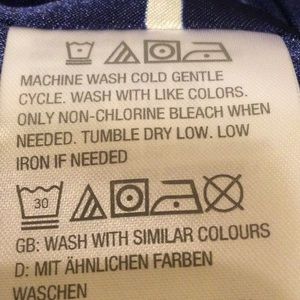 MACHINE WASH COLD GENTLE
CYCLE. WASH WITH LIKE COLORS.
ONLY NON-CHLORINE BLEACH WHEN
NEEDED. TUMBLE DRY LOW. LOW
IRON IF NEEDED
30
GB: WASH WITH SIMILAR COLOURS
D: MIT ÄHNLICHEN FARBEN
WASCHEN